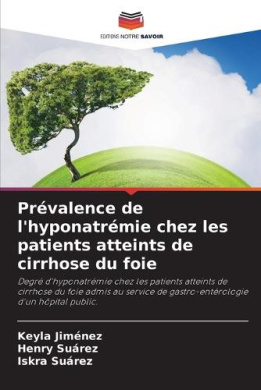 EDITIONS NOTRE SAVOIR
Prévalence de
l'hyponatrémie chez les
patients atteints de
cirrhose du foie
Degré d'hyponatrémie chez les patients atteints de
cirrhose du foie admis au service de gastro-entérologie
d'un hôpital public.
Keyla Jiménez
Henry Suárez
Iskra Suárez